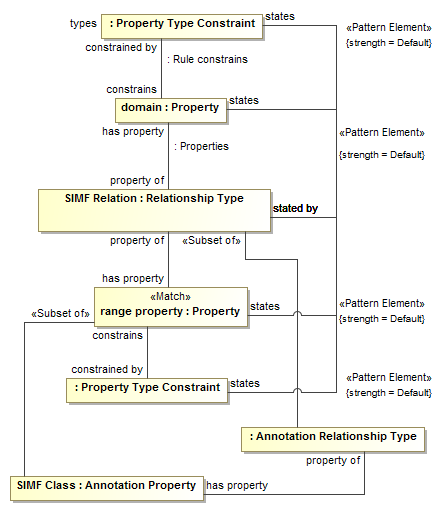 types
: Property Type Constraint
states
«Pattern Element»
{strength = Default}
constrained by
: Rule constrains
constrains
domain : Property
states
has property
: Properties
«Pattern Element»
{strength = Default}
property of
SIMF Relation : Relationship Type
stated by
property of
«Subset of»
has property
«Match»
range property : Property
states
«Pattern Element»
{strength = Default}
«Subset of»
constrains
constrained by
: Property Type Constraint
states
«Pattern Element»
{strength = Default}
: Annotation Relationship Type
property of
SIMF Class : Annotation Property
has property